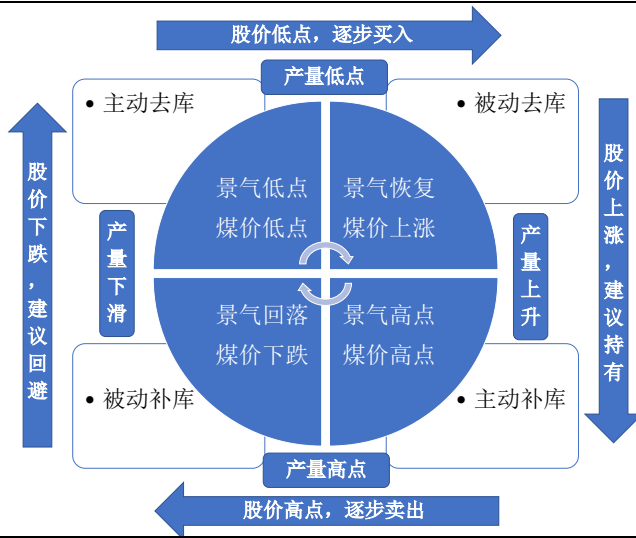 股价低点，逐步买入
产量低点
• 主动去库
• 被动去库
景气低点
煤价低点
景气恢复
煤价上涨
股价下跌，建议回避
产量下滑
产量上升
股价上涨，建议持有
景气回落
煤价下跌
景气高点
煤价高点
• 被动补库
• 主动补库
产量高点
股价高点，逐步卖出